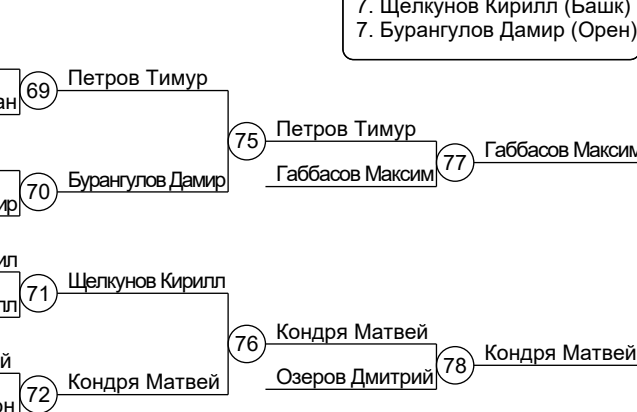 7. Щелкунов Кирилл (Башк)
7. Бурангулов Дамир (Орен)
69
Петров Тимур
75
Петров Тимур
77
Габбасов Максим
Габбасов Максим
70
Бурангулов Дамир
71
Щелкунов Кирилл
76
Кондря Матвей
78
Кондря Матвей
Озеров Дмитрий
72
Кондря Матвей